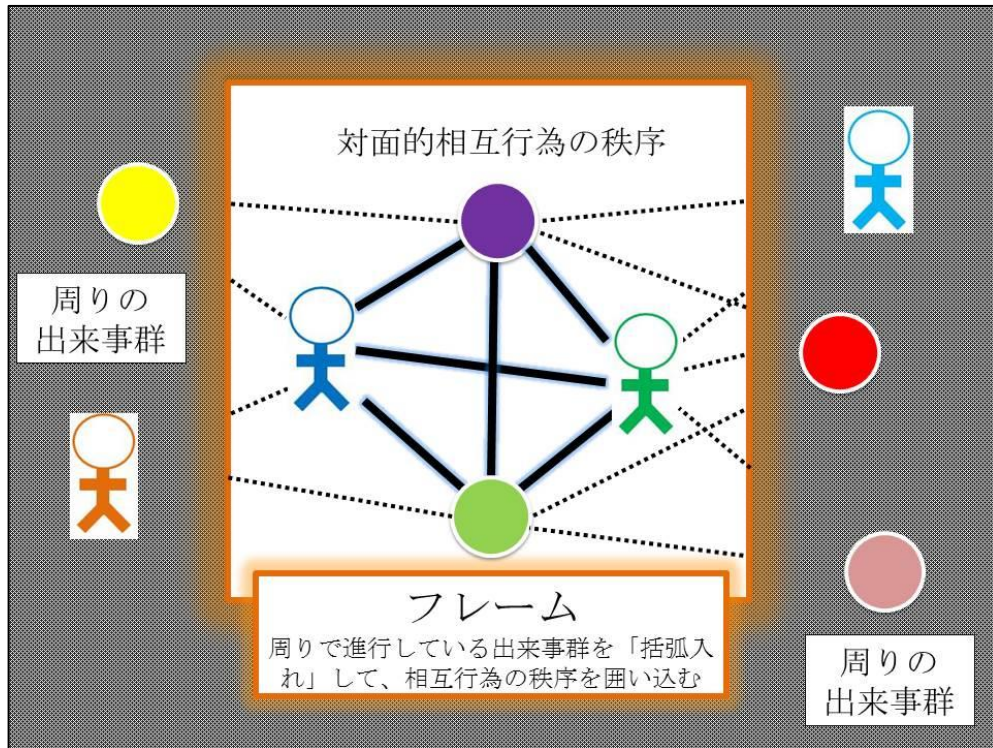 対面的相互行為の秩序
周りの
出来事群
フレーム
周りで進行している出来事群を「括弧入
れ」して、相互行為の秩序を囲い込む
周りの
出来事群